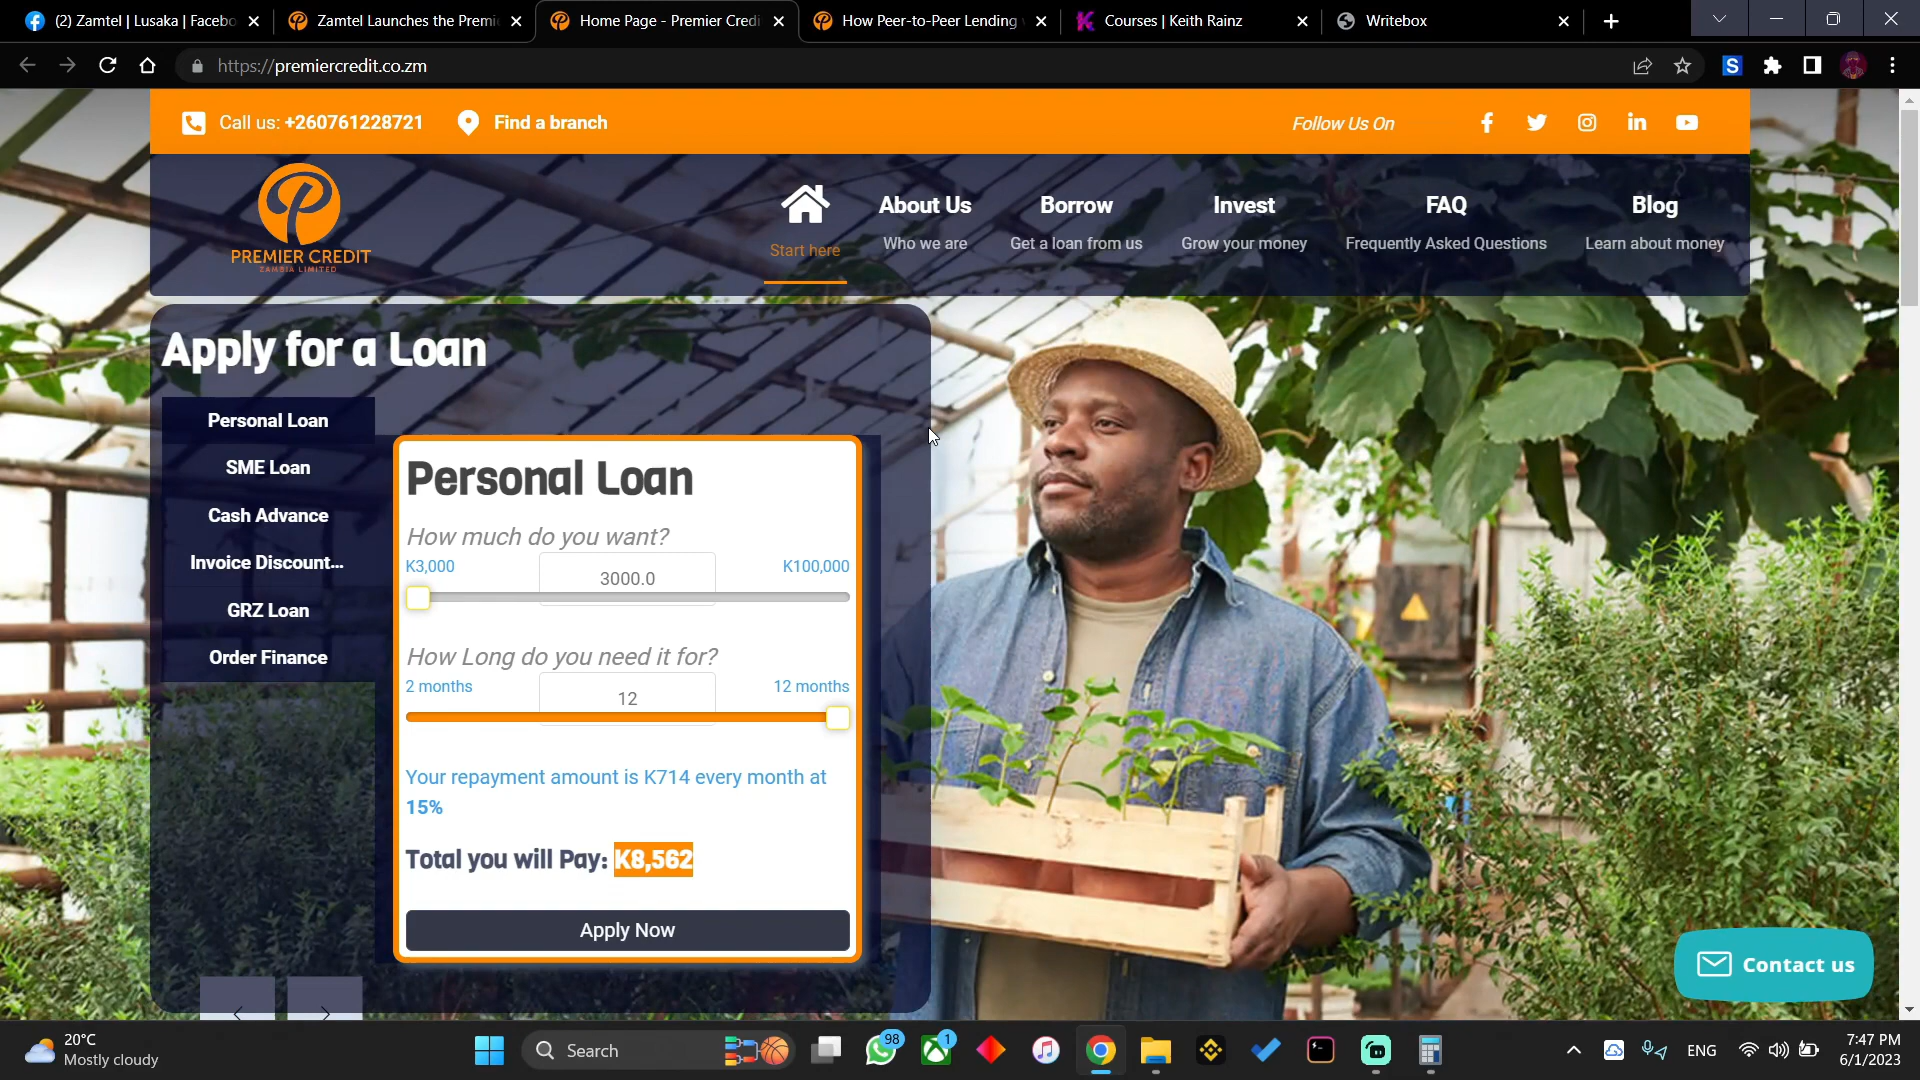 (2) Zamtel | Lusaka | Facebo
Zamtel Launches the Premi
Home Page - Premier Credi
How Peer-to-Peer Lending
Courses | Keith Rainz
Writebox
https://premiercredit.co.zm
S
Call us: +260761228721
Find a branch
Follow Us On
PREMIER CREDIT
ZAMBIA LIMITED
Start here
About Us
Who we are
Borrow
Get a loan from us
Invest
Grow your money
FAQ
Frequently Asked Questions
Blog
Learn about money
Apply for a Loan
Personal Loan
SME Loan
Cash Advance
Invoice Discount...
GRZ Loan
Order Finance
Personal Loan
How much do you want?
K3,000
3000.0
K100,000
How Long do you need it for?
2 months
12
12 months
Your repayment amount is K714 every month at
15%
Total you will Pay: K8,562
Apply Now
Contact us
20°C
Mostly cloudy
Search
98
1
ENG
7:47 PM
6/1/2023